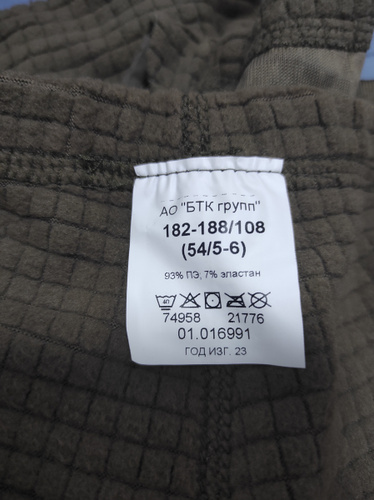 АО "БТК групп"
182-188/108
(54/5-6)
93% ПЭ, 7% эластан
74958 21776
01.016991
ГОД ИЗГ. 23